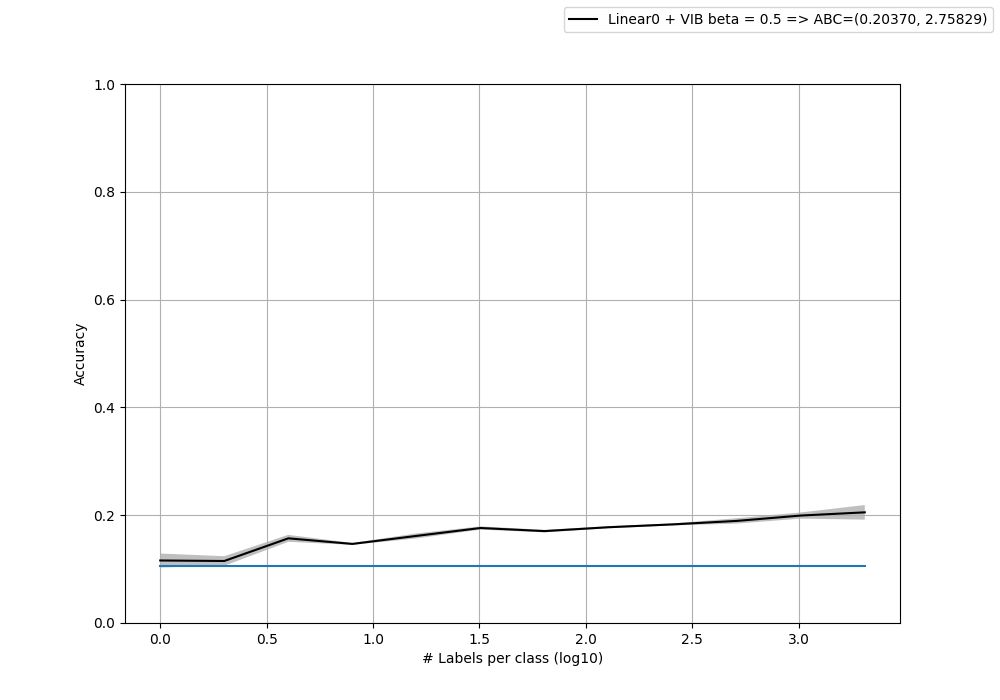 Linear0 + VIB beta = 0.5 => ABC=(0.20370, 2.75829)
1.0
0.8
0.6
0.4
0.2
0.0
Accuracy
0.0 0.5 1.0 1.5 2.0 2.5 3.0
# Labels per class (log10)